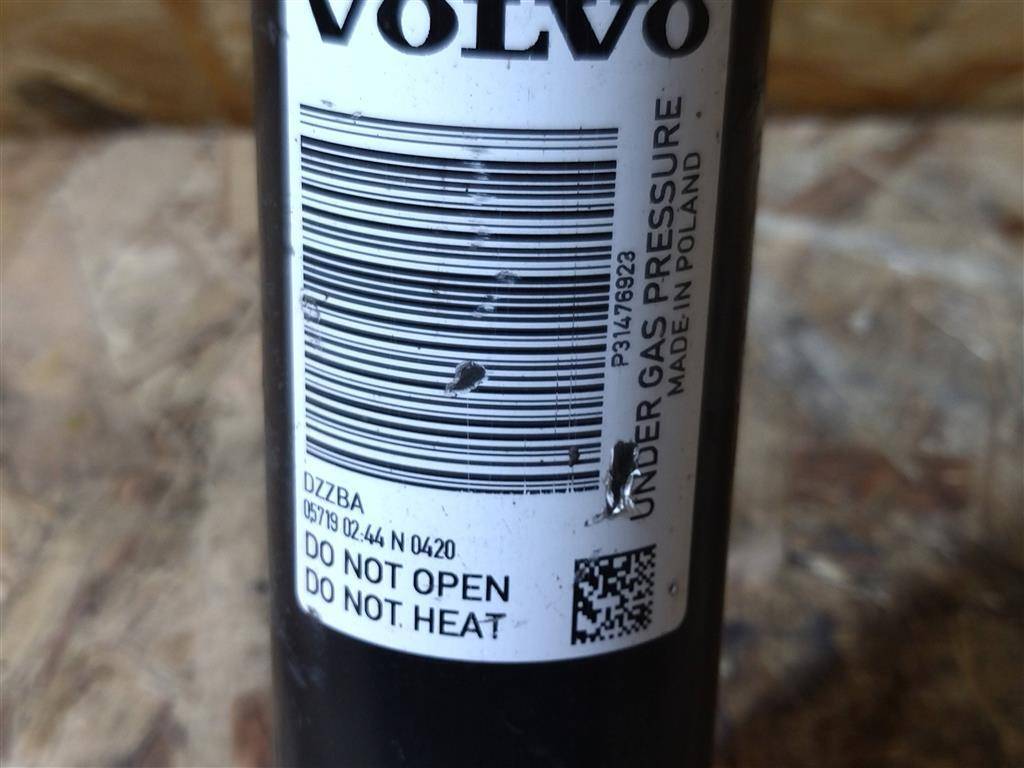 VOLVO
P31476923
UNDER GAS PRESSURE
MADE IN POLAND
DZZBA
05719 02:44 N 0420
DO NOT OPEN
DO NOT HEAT